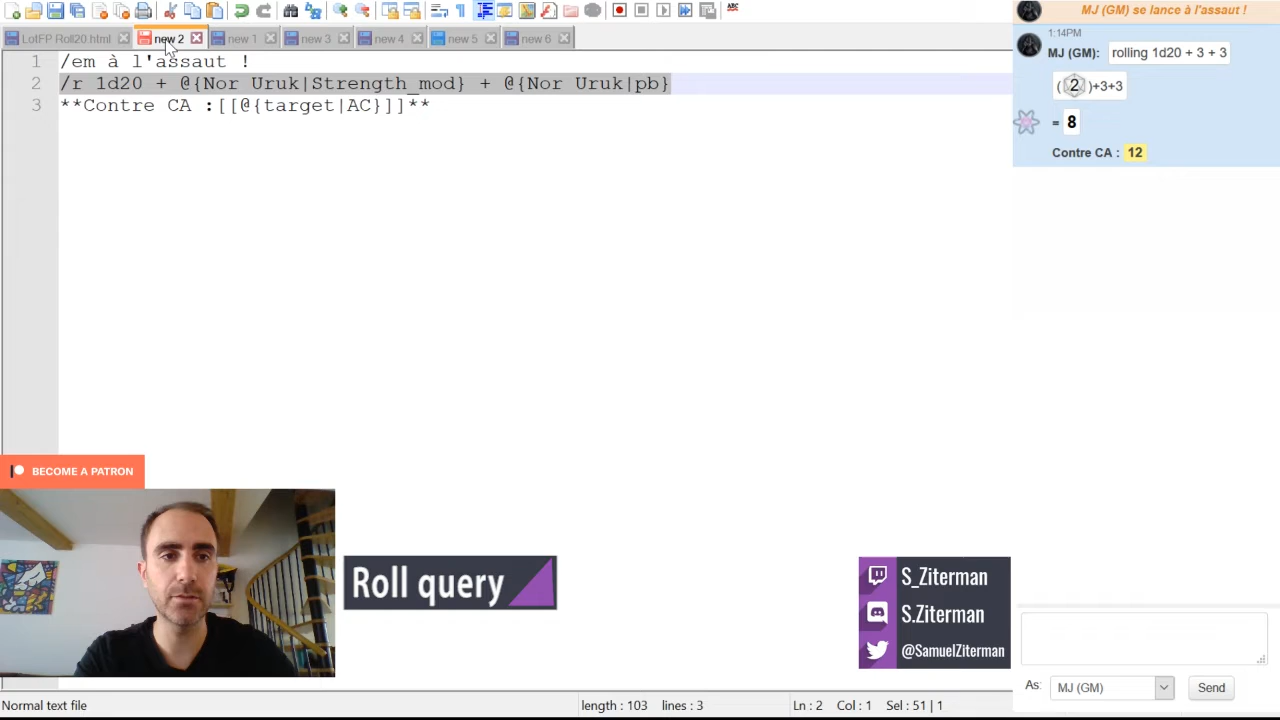 MJ (GM) se lance à l'assaut !
LotFP Roll20.html
new 2
new 1
new 3
new 4
new 5
new 6
1 /em à l'assaut !
2 /r 1d20 + @{Nor Uruk|Strength_mod} + @{Nor Uruk|pb}
3 **Contre CA :[[@{target|AC}]]**
1:14PM
MJ (GM): rolling 1d20 + 3 + 3
(2)+3+3
= 8
Contre CA : 12
BECOME A PATRON
Roll query
S_Ziterman
S.Ziterman
@SamuelZiterman
As: MJ (GM) Send
Normal text file length : 103 lines : 3 Ln : 2 Col : 1 Sel : 51 | 1